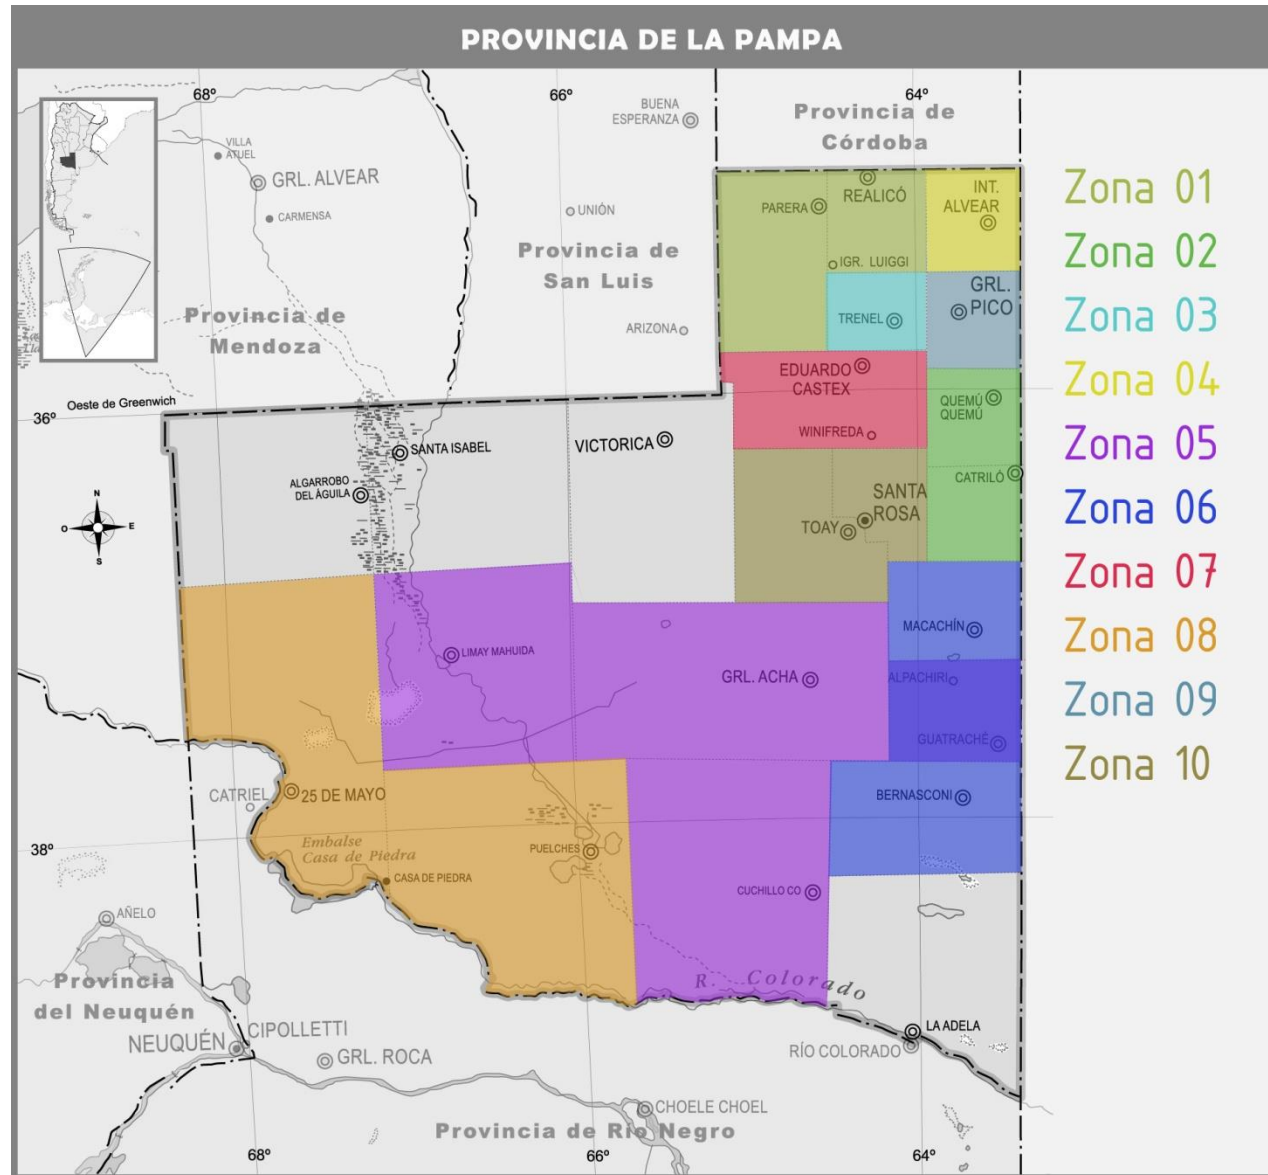 PROVINCIA DE LA PAMPA
68º
66º
64º
BUENA
ESPERANZA
Provincia de
Córdoba
VILLA
ATUEL
GRL. ALVEAR
CARMENSA
UNIÓN
Provincia de
San Luis
ARIZONA
Provincia de
Mendoza
PARERA
REALICÓ
INT.
ALVEAR
IGR. LUIGGI
TRENEL
GRL.
PICO
EDUARDO
CASTEX
WINIFREDA
QUEMÚ
QUEMÚ
CATRILÓ
Oeste de Greenwich
36º
SANTA ISABEL
VICTORICA
ALGARROBO
DEL ÁGUILA
SANTA
ROSA
TOAY
N
O
E
S
LIMAY MAHUIDA
GRL. ACHA
MACACHÍN
ALPACHIRI
GUATRACHÉ
BERNASCONI
CATRIEL
25 DE MAYO
38º
Embalse
Casa de Piedra
CASA DE PIEDRA
PUELCHES
CUCHILLO CO
R. Colorado
AÑELO
Provincia
del Neuquén
NEUQUÉN
CIPOLLETTI
GRL. ROCA
LA ADELA
RÍO COLORADO
CHOELE CHOEL
Provincia de Río Negro
68º
66º
64º
Zona 01
Zona 02
Zona 03
Zona 04
Zona 05
Zona 06
Zona 07
Zona 08
Zona 09
Zona 10